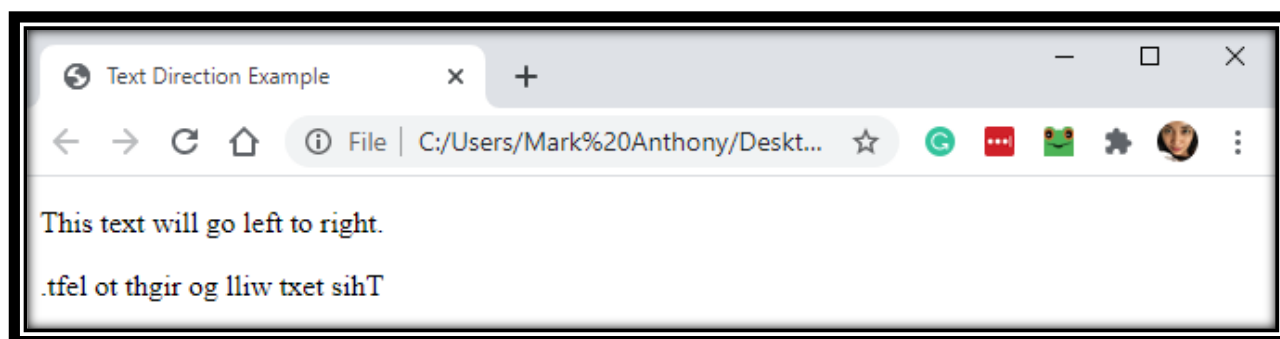 Text Direction Example
File
C:/Users/Mark%20Anthony/Deskt...
This text will go left to right.
.tfel ot thgir og lliw txet sihT